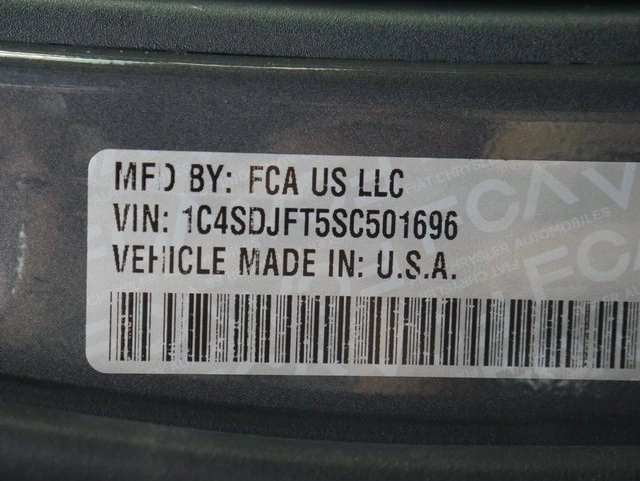 MFD BY: FCA US LLC
VIN: 1C4SDJFT5SC501696
VEHICLE MADE IN: U.S.A.